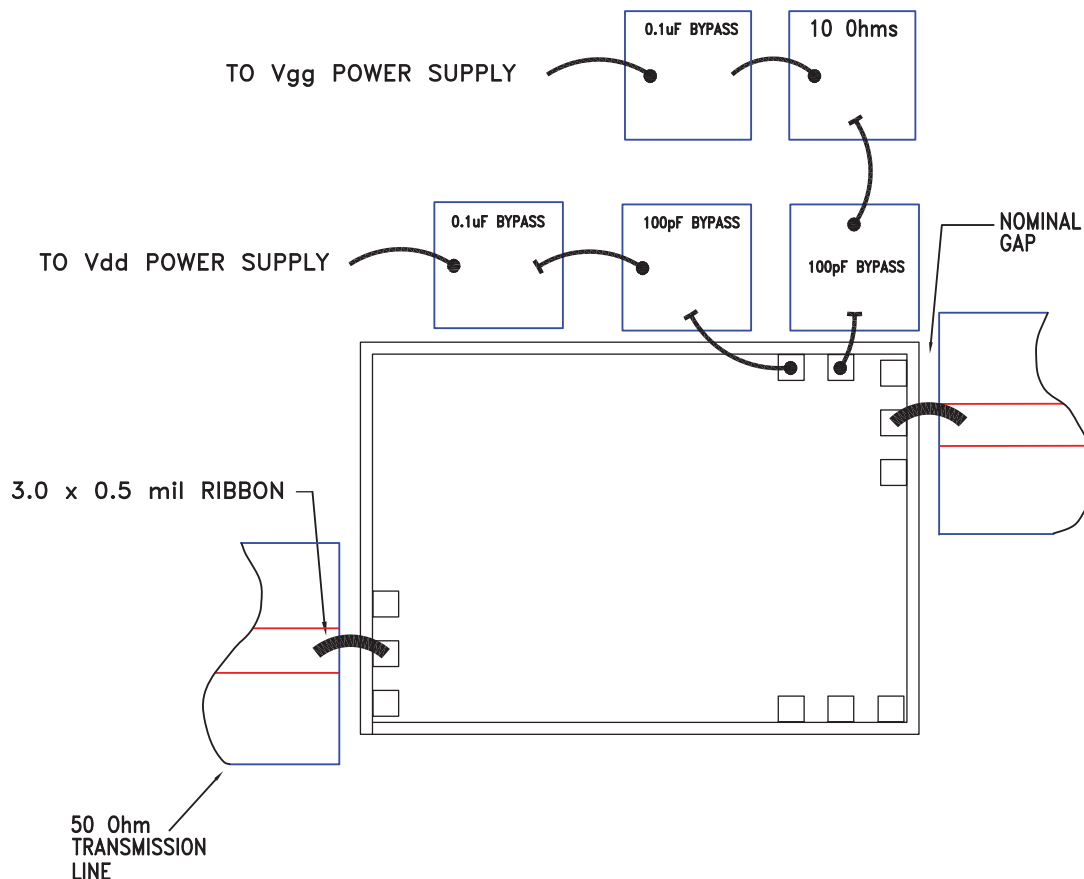 0.1uF BYPASS
10 Ohms
TO Vgg POWER SUPPLY
0.1uF BYPASS
100pF BYPASS
100pF BYPASS
NOMINAL
GAP
TO Vdd POWER SUPPLY
3.0 x 0.5 mil RIBBON
50 Ohm
TRANSMISSION
LINE